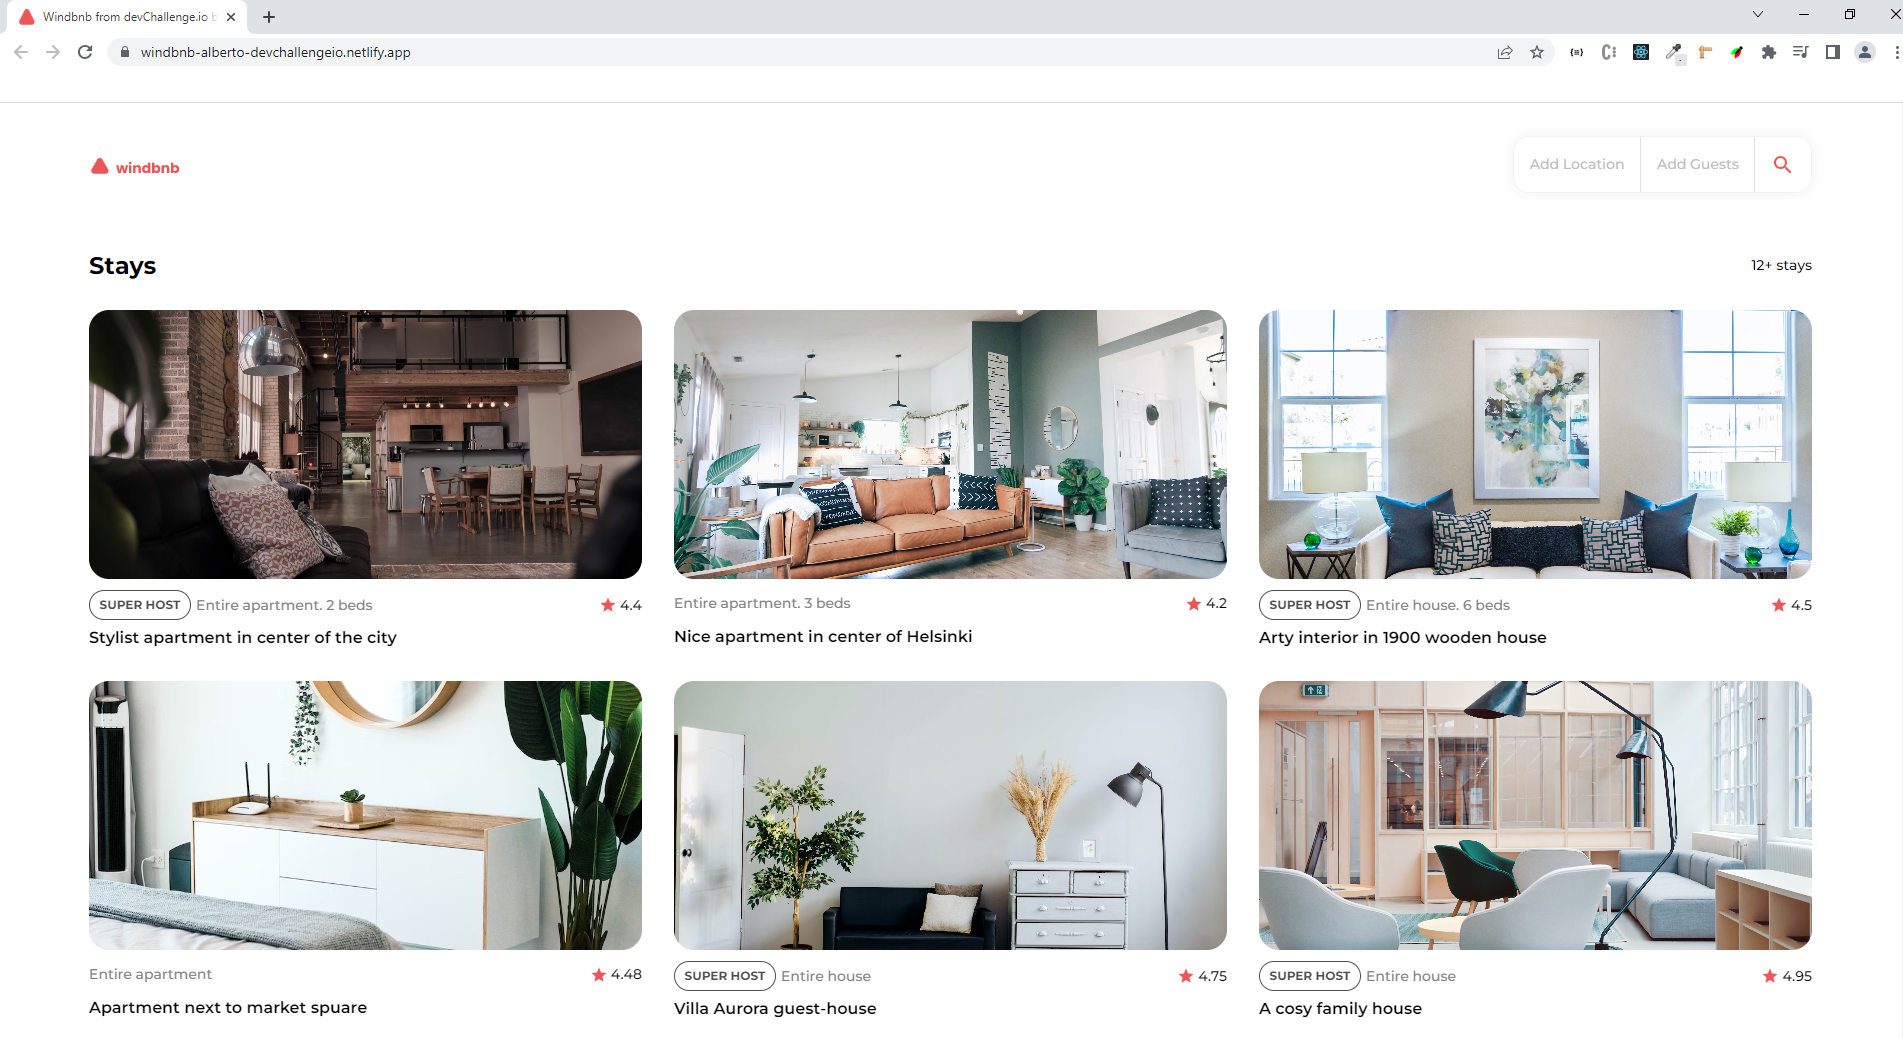 Windbnb from devChallenge.io b
windbnb-alberto-devchallengeio.netlify.app
windbnb
Add Location
Add Guests
Stays
12+ stays
SUPER HOST Entire apartment. 2 beds 4.4
Stylist apartment in center of the city
Entire apartment. 3 beds 4.2
Nice apartment in center of Helsinki
SUPER HOST Entire house. 6 beds 4.5
Arty interior in 1900 wooden house
Entire apartment 4.48
Apartment next to market spuare
SUPER HOST Entire house 4.75
Villa Aurora guest-house
SUPER HOST Entire house 4.95
A cosy family house